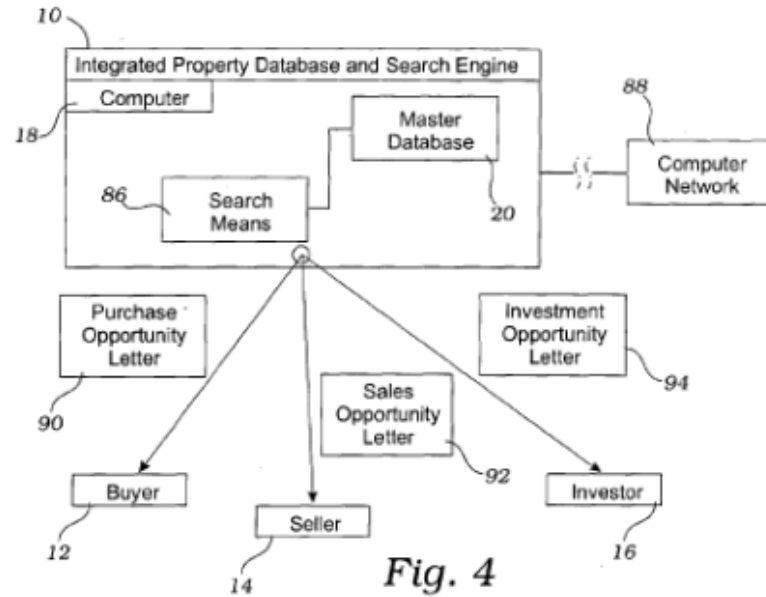 10
Integrated Property Database and Search Engine
Computer
18
Master
Database
20
88
Computer
Network
86
Search
Means
Purchase
Opportunity
Letter
90
Investment
Opportunity
Letter
94
Sales
Opportunity
Letter
92
Buyer
12
Seller
14
Investor
16
Fig. 4